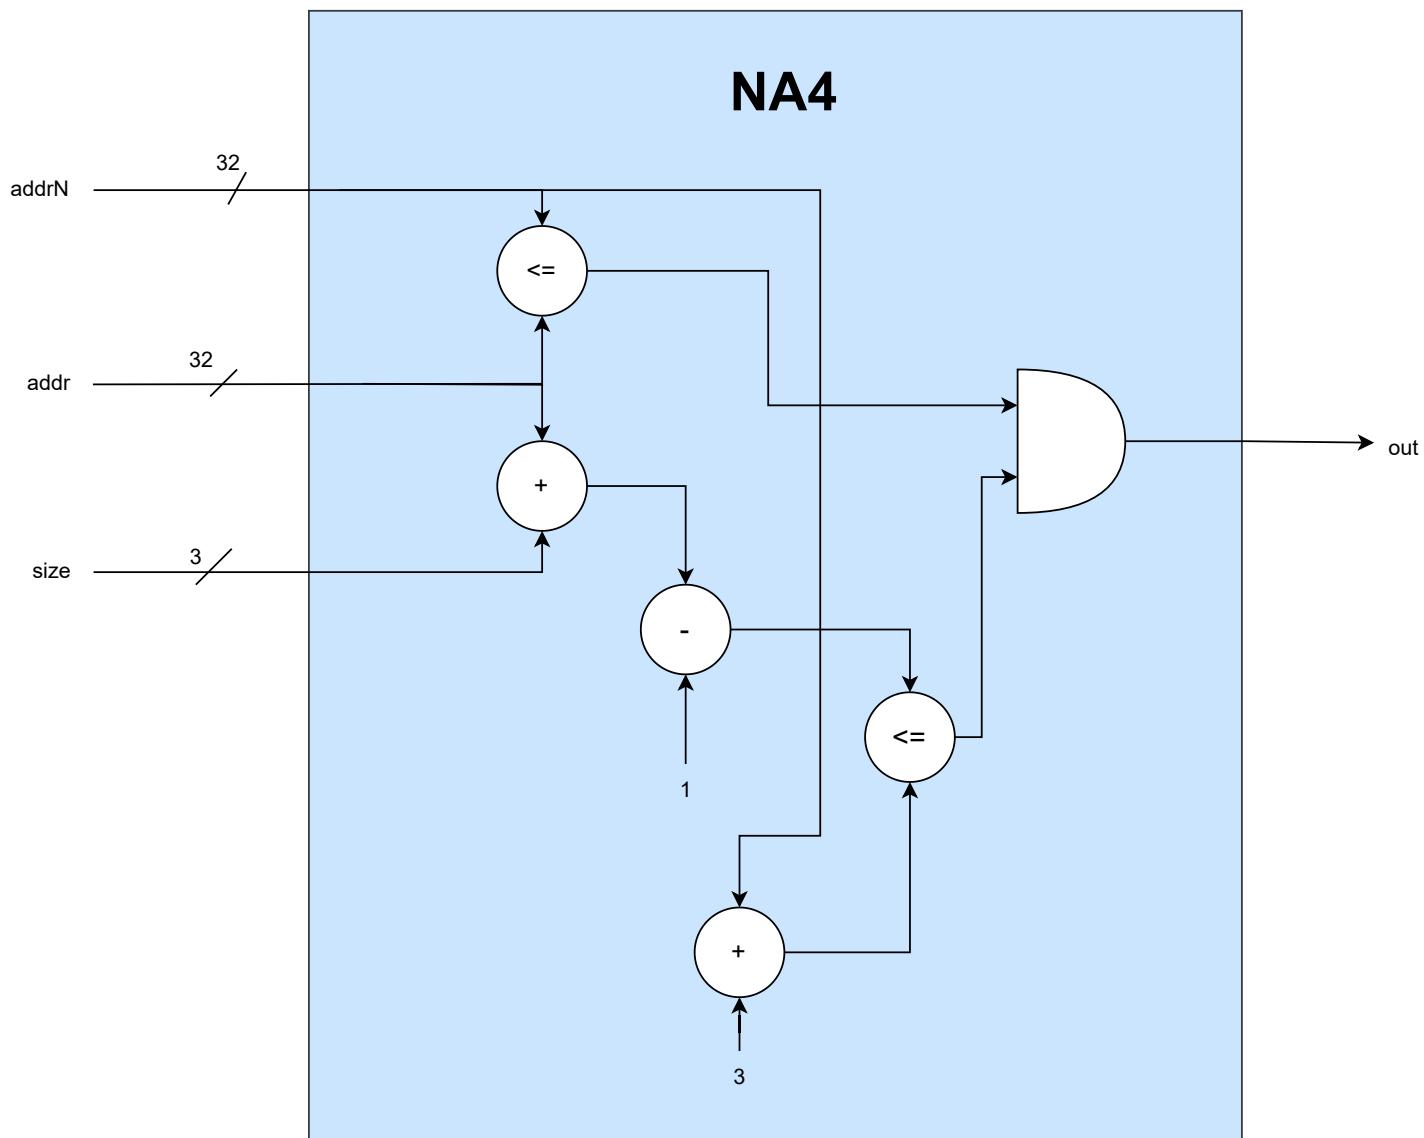 NA4
32
addrN
<=
32
addr
out
+
3
size
-
<=
1
+
3